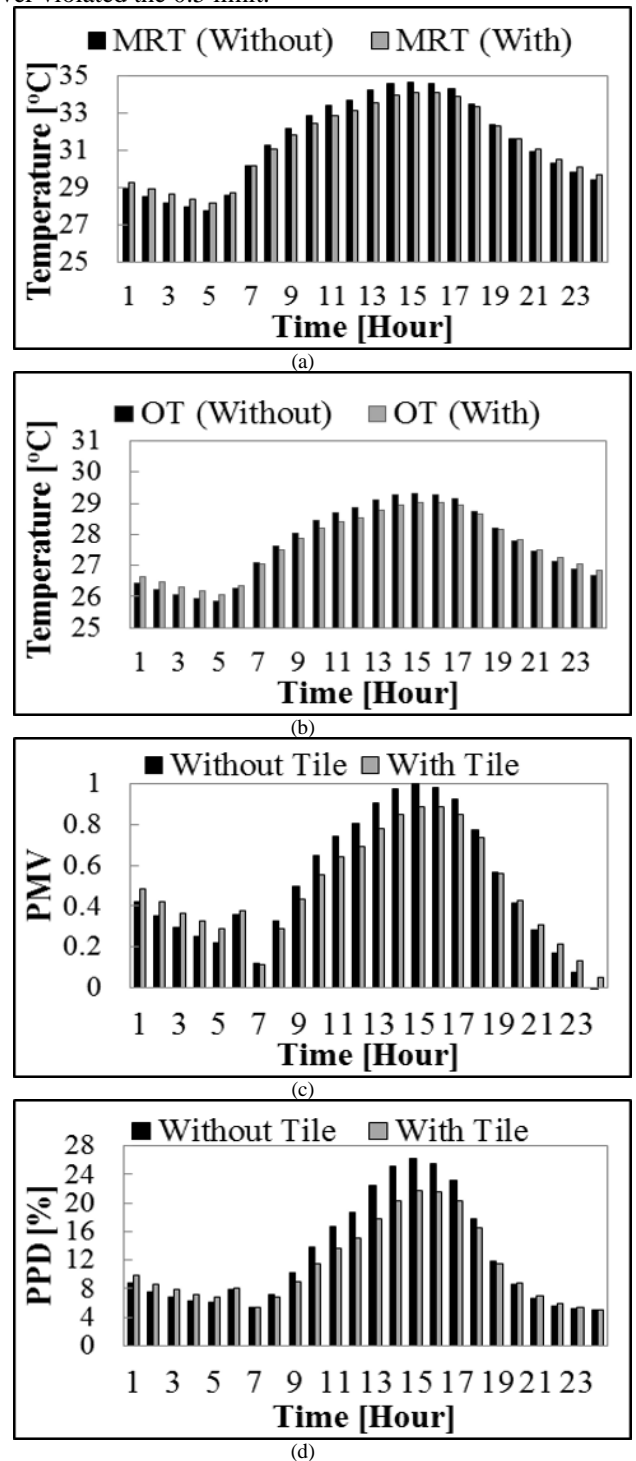 violated the 0.5 limit.
MRT (Without) MRT (With)
Temperature [°C]
35
33
31
29
27
25
1 3 5 7 9 11 13 15 17 19 21 23
Time [Hour]
(a)
OT (Without) OT (With)
Temperature [°C]
31
30
29
28
27
26
25
1 3 5 7 9 11 13 15 17 19 21 23
Time [Hour]
(b)
Without Tile With Tile
PMV
1
0.8
0.6
0.4
0.2
0
1 3 5 7 9 11 13 15 17 19 21 23
Time [Hour]
(c)
Without Tile With Tile
PPD [%]
28
24
20
16
12
8
4
0
1 3 5 7 9 11 13 15 17 19 21 23
Time [Hour]
(d)